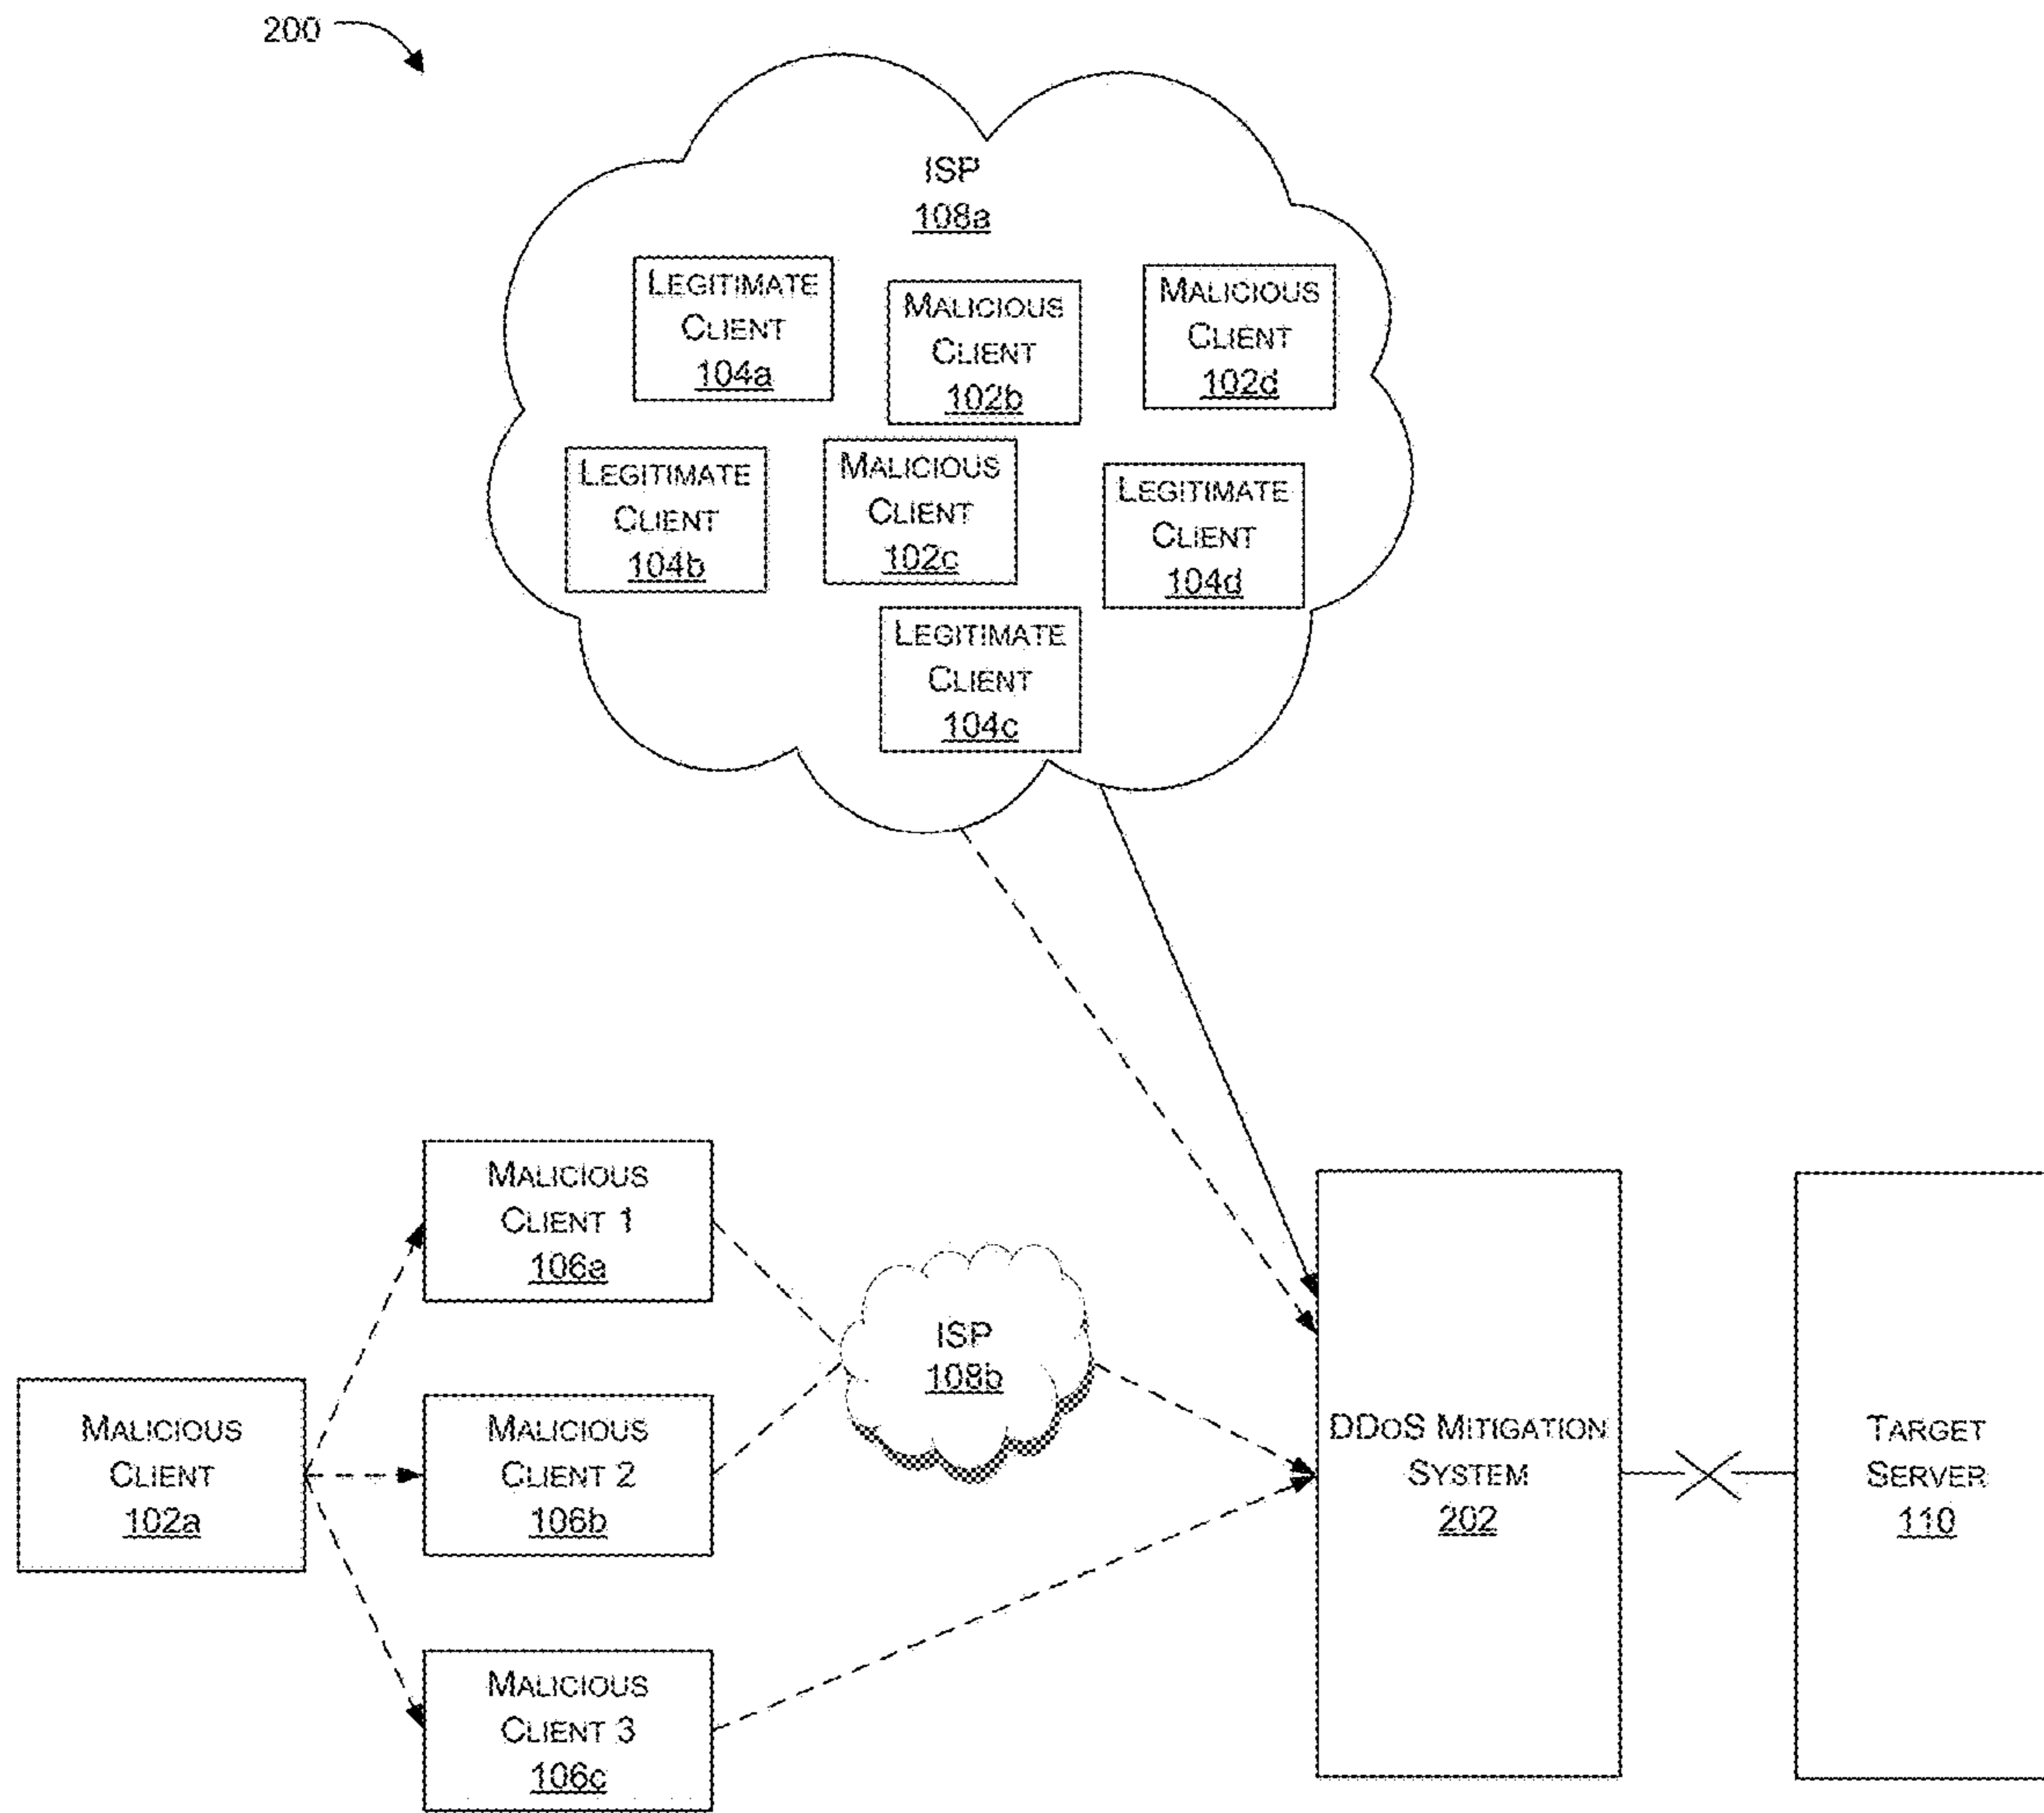 200
ISP
108a
LEGITIMATE
CLIENT
104a
MALICIOUS
CLIENT
102b
MALICIOUS
CLIENT
102d
LEGITIMATE
CLIENT
104b
MALICIOUS
CLIENT
102c
LEGITIMATE
CLIENT
104d
LEGITIMATE
CLIENT
104c
MALICIOUS
CLIENT 1
106a
ISP
108b
MALICIOUS
CLIENT
102a
MALICIOUS
CLIENT 2
106b
DDOS MITIGATION
SYSTEM
202
TARGET
SERVER
110
MALICIOUS
CLIENT 3
106c